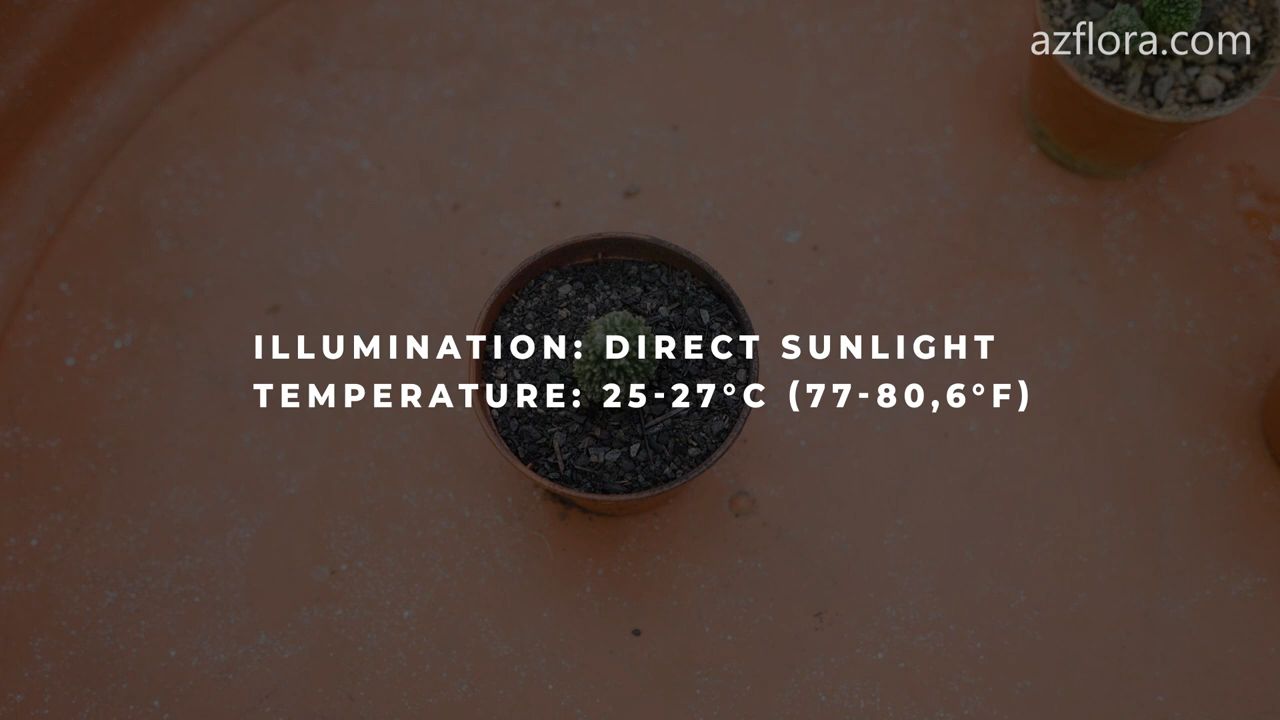 azflora.com
ILLUMINATION: DIRECT SUNLIGHT
TEMPERATURE: 25-27°C (77-80,6°F)